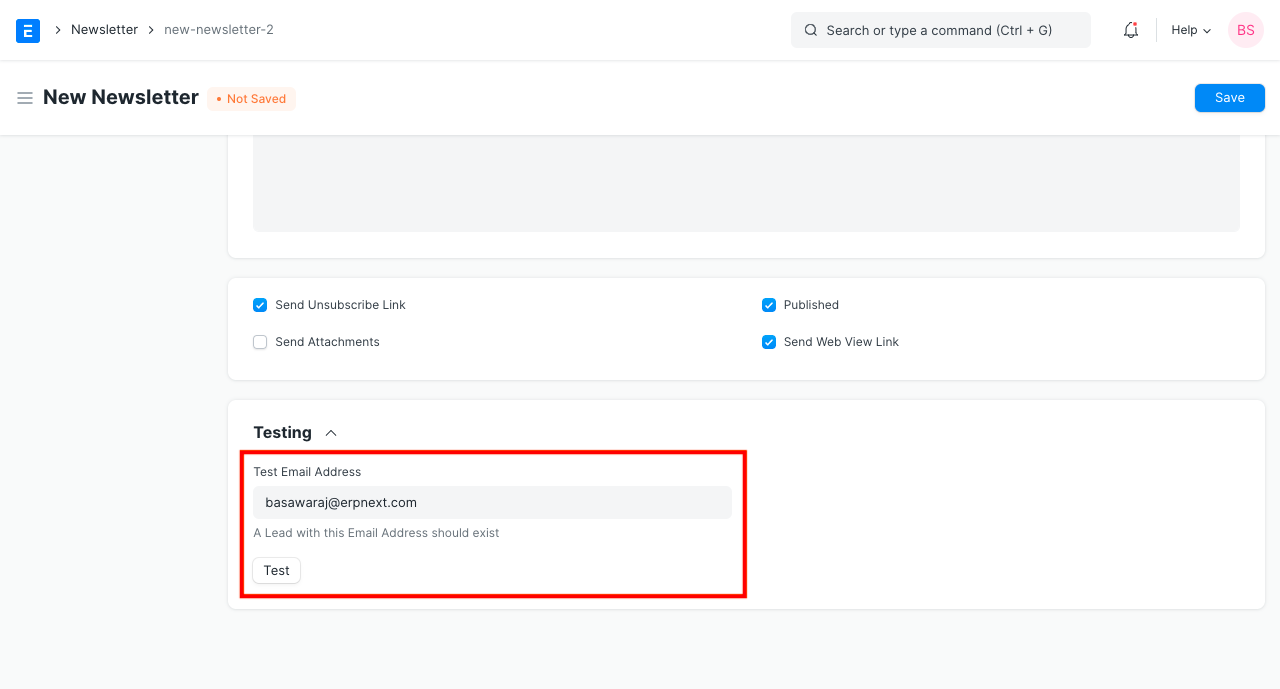 E
Newsletter
new-newsletter-2
Search or type a command (Ctrl + G)
Help
BS
New Newsletter
Not Saved
Save
Send Unsubscribe Link
Send Attachments
Published
Send Web View Link
Testing
Test Email Address
basawaraj@erpnext.com
A Lead with this Email Address should exist
Test